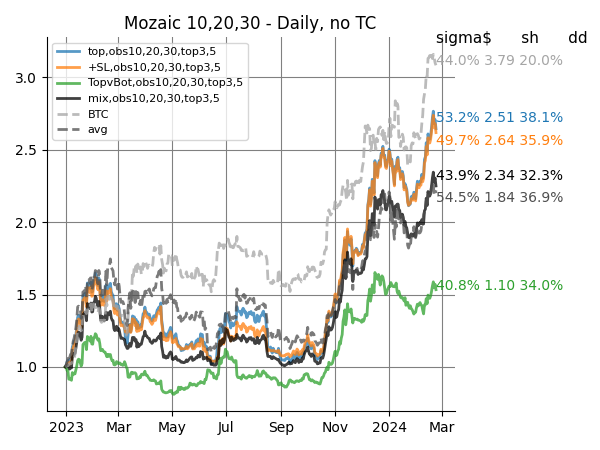 Mozaic 10,20,30 - Daily, no TC
sigma$ sh dd
top,obs10,20,30,top3,5
+SL,obs10,20,30,top3,5
TopvBot,obs10,20,30,top3,5
mix,obs10,20,30,top3,5
BTC
avg
44.0% 3.79 20.0%
53.2% 2.51 38.1%
49.7% 2.64 35.9%
43.9% 2.34 32.3%
54.5% 1.84 36.9%
40.8% 1.10 34.0%
3.0
2.5
2.0
1.5
1.0
2023 Mar May Jul Sep Nov 2024 Mar